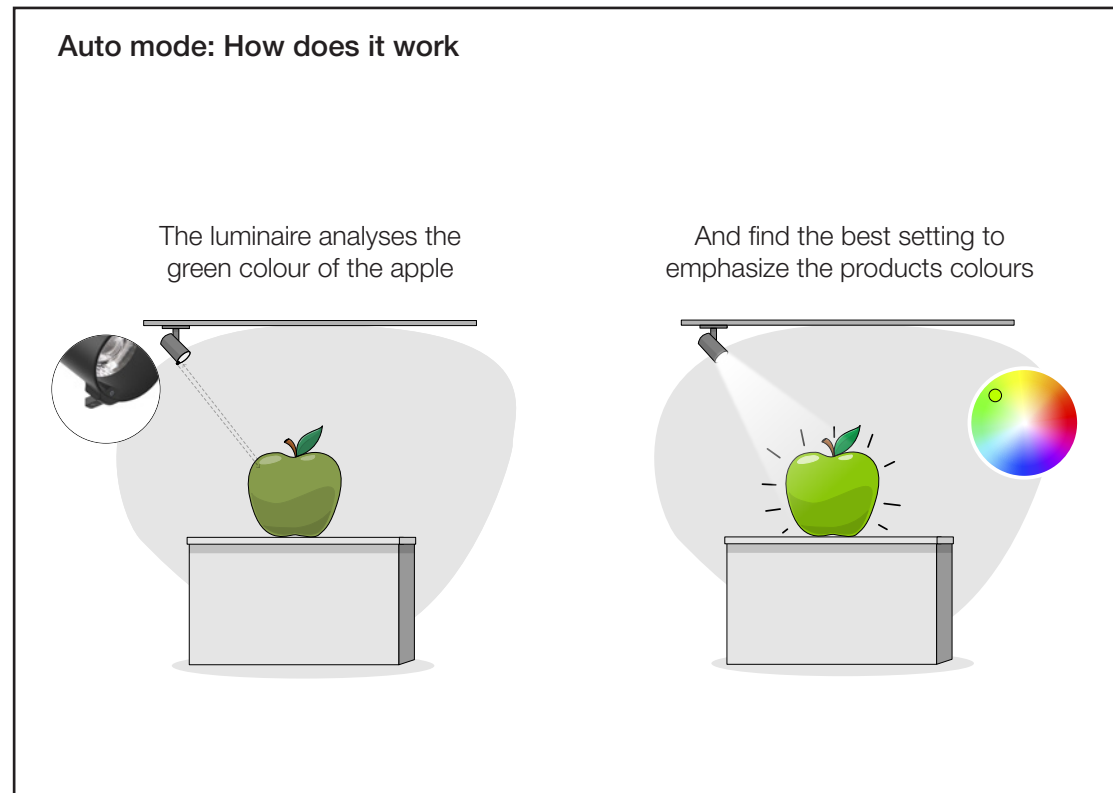 Auto mode: How does it work
The luminaire analyses the
green colour of the apple
And find the best setting to
emphasize the products colours